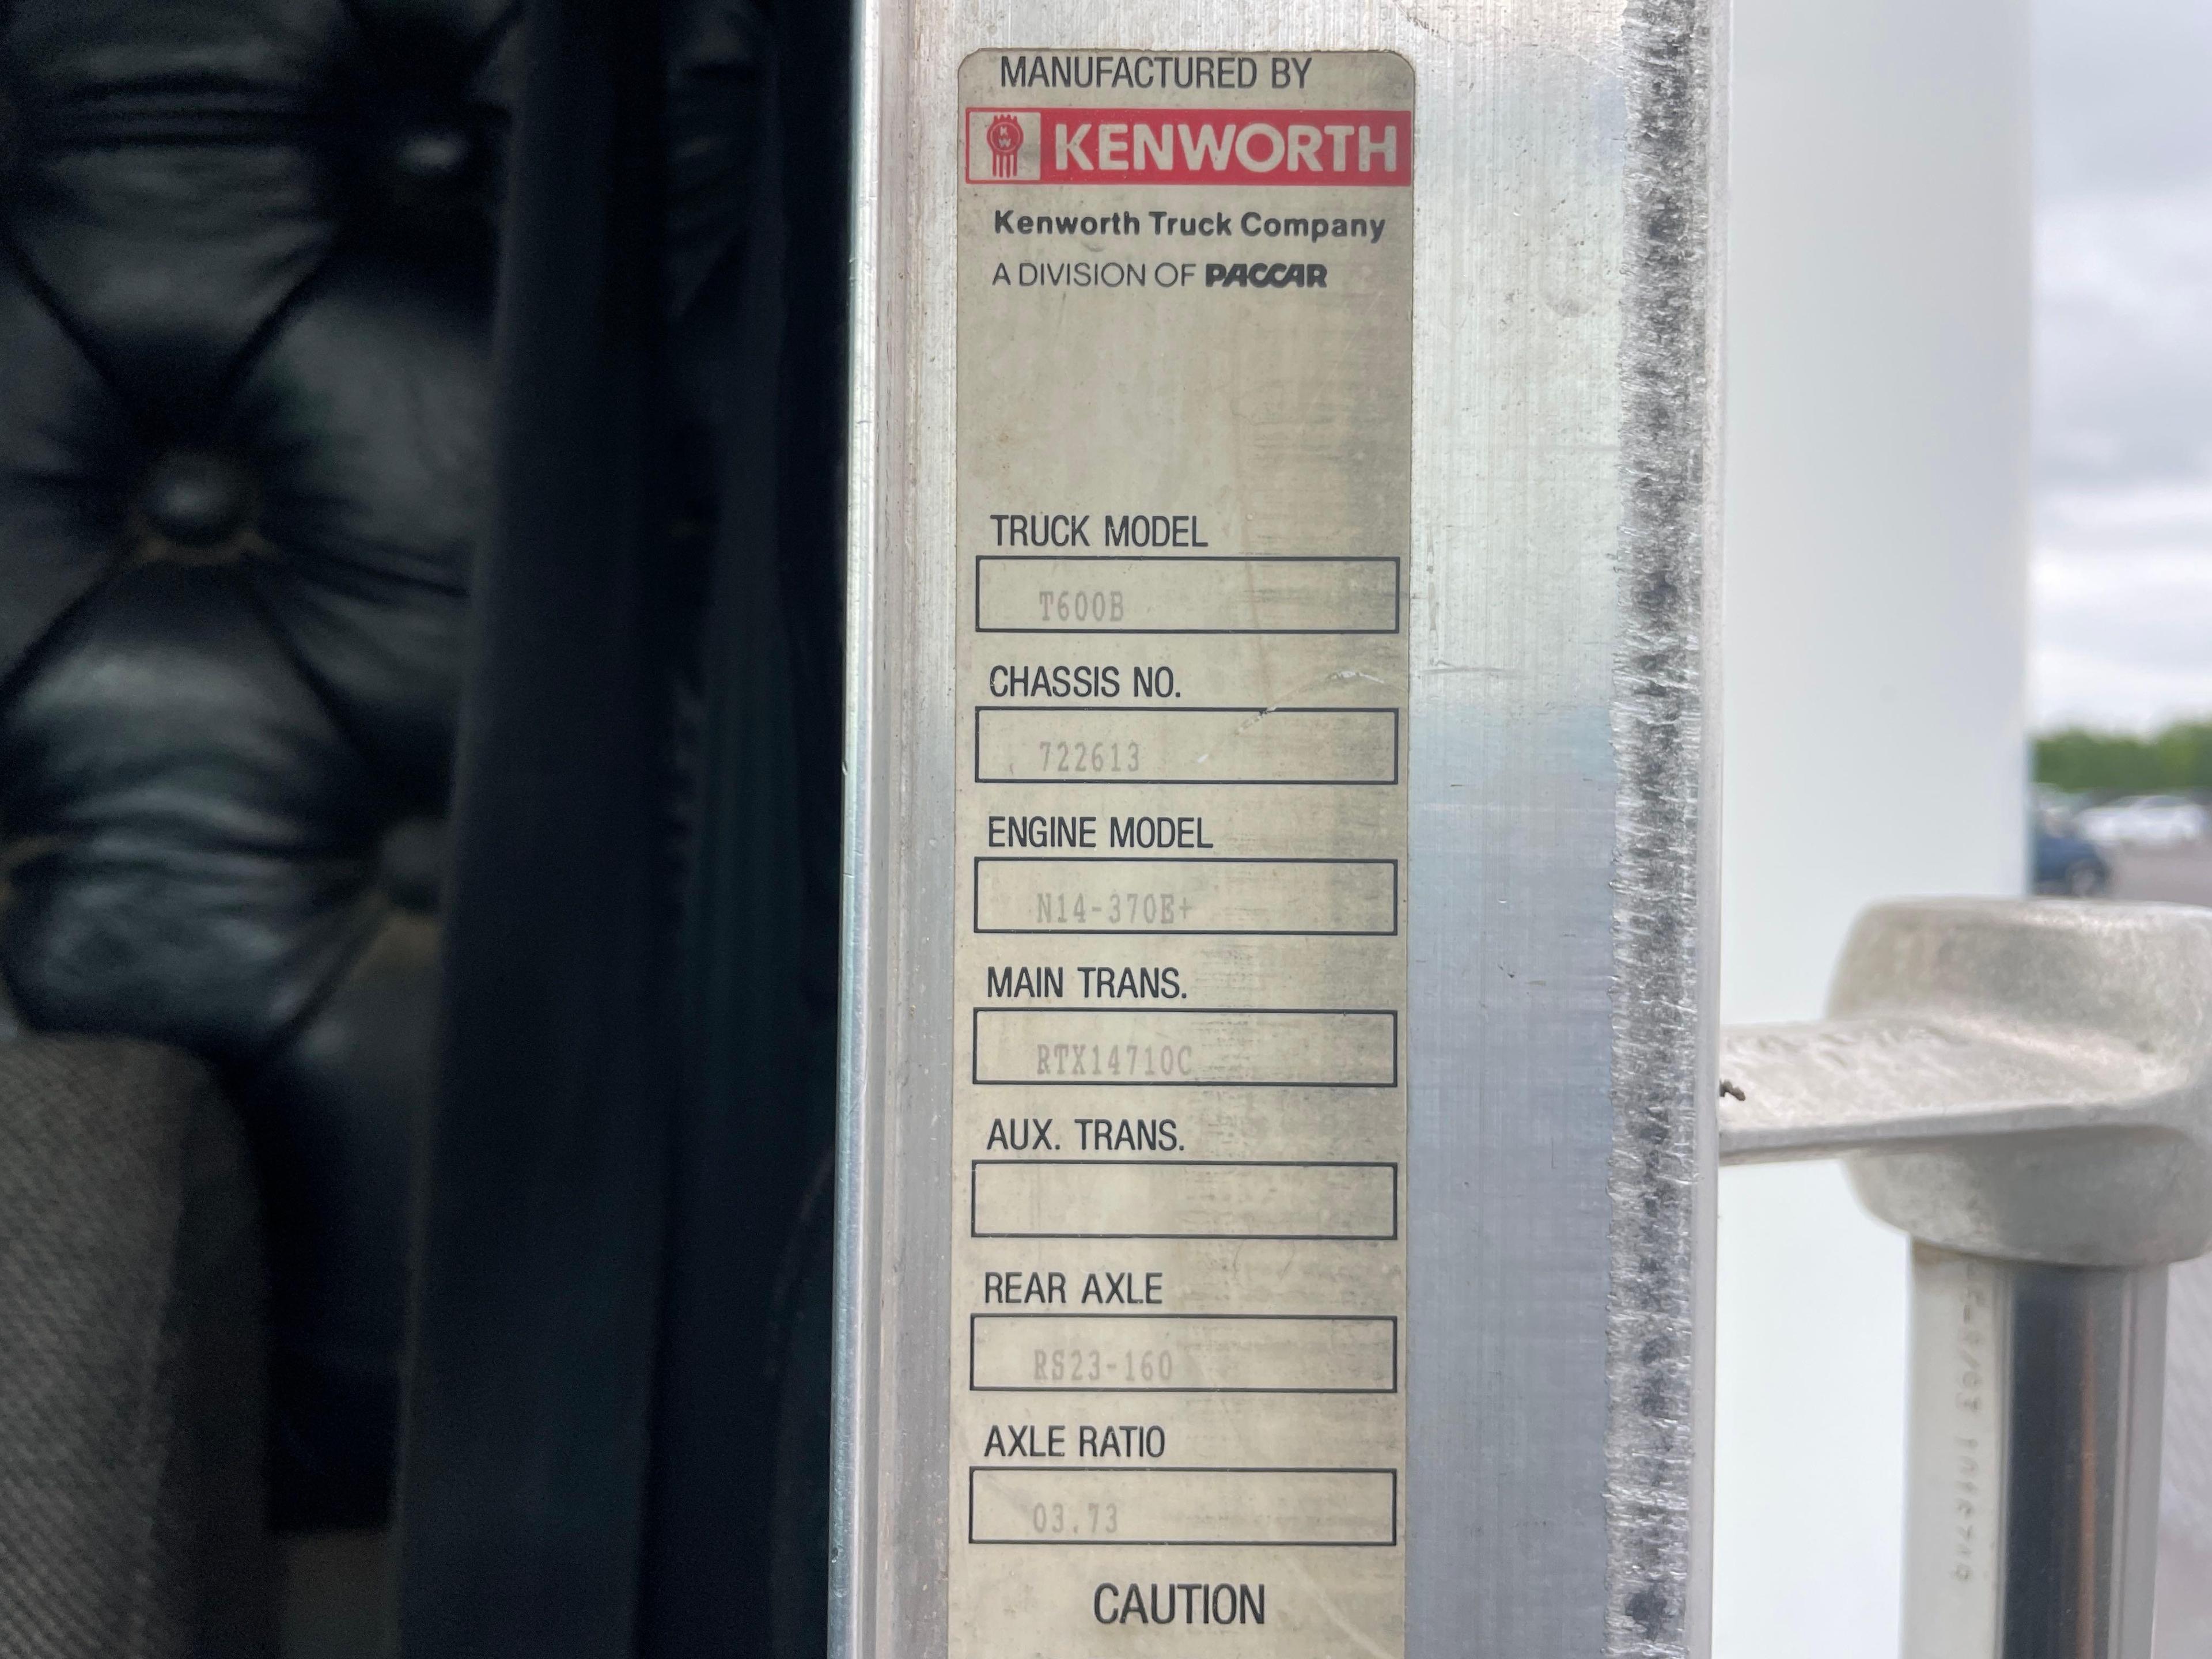 MANUFACTURED BY
KW KENWORTH
Kenworth Truck Company
A DIVISION OF PACCAR
TRUCK MODEL
T600B
CHASSIS NO.
722613
ENGINE MODEL
N14-370E+
MAIN TRANS.
RTX14710C
AUX. TRANS.
REAR AXLE
RS23-160
AXLE RATIO
03.73
CAUTION